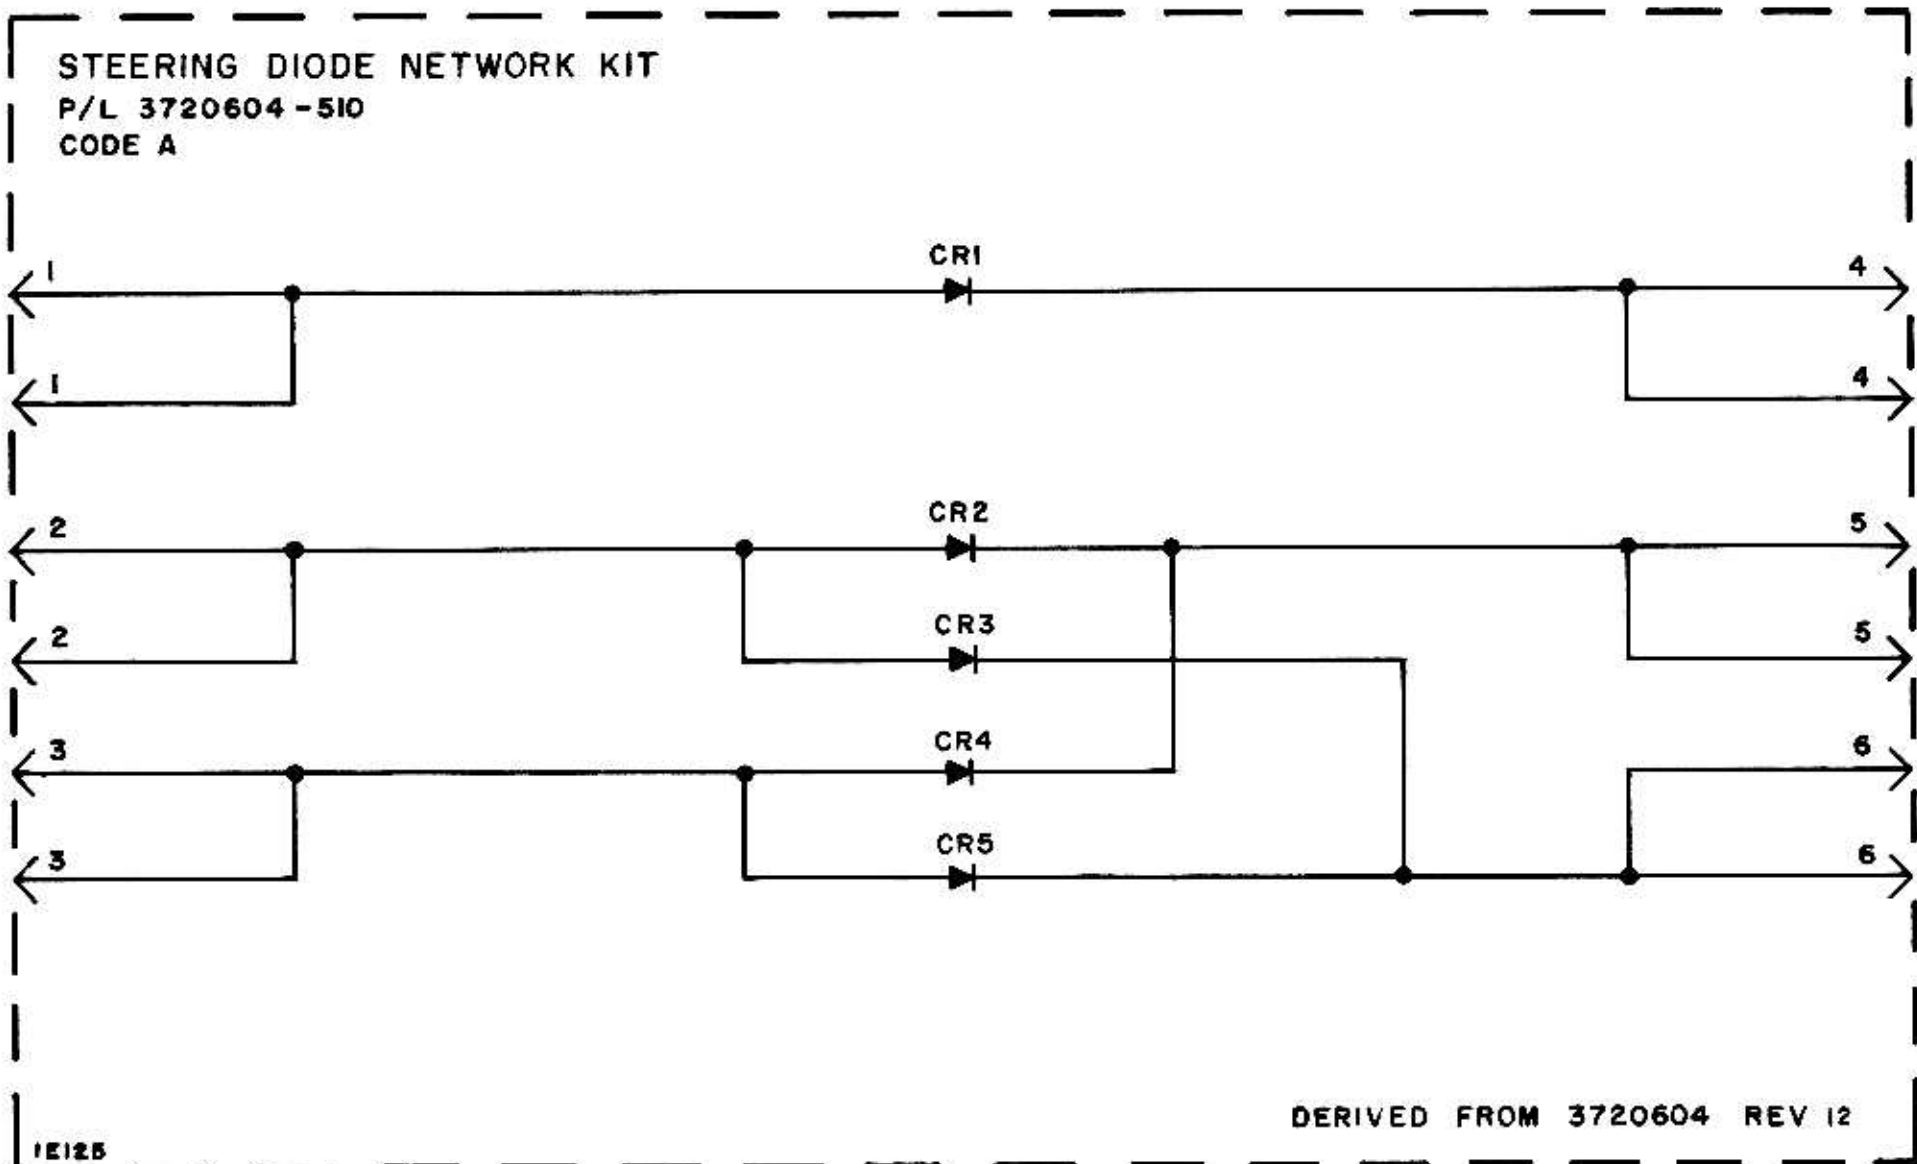 STEERING DIODE NETWORK KIT
P/L 3720604-510
CODE A
CR1
1
4
1
4
CR2
2
5
CR3
2
5
CR4
3
6
CR5
3
6
DERIVED FROM 3720604 REV 12
1E125